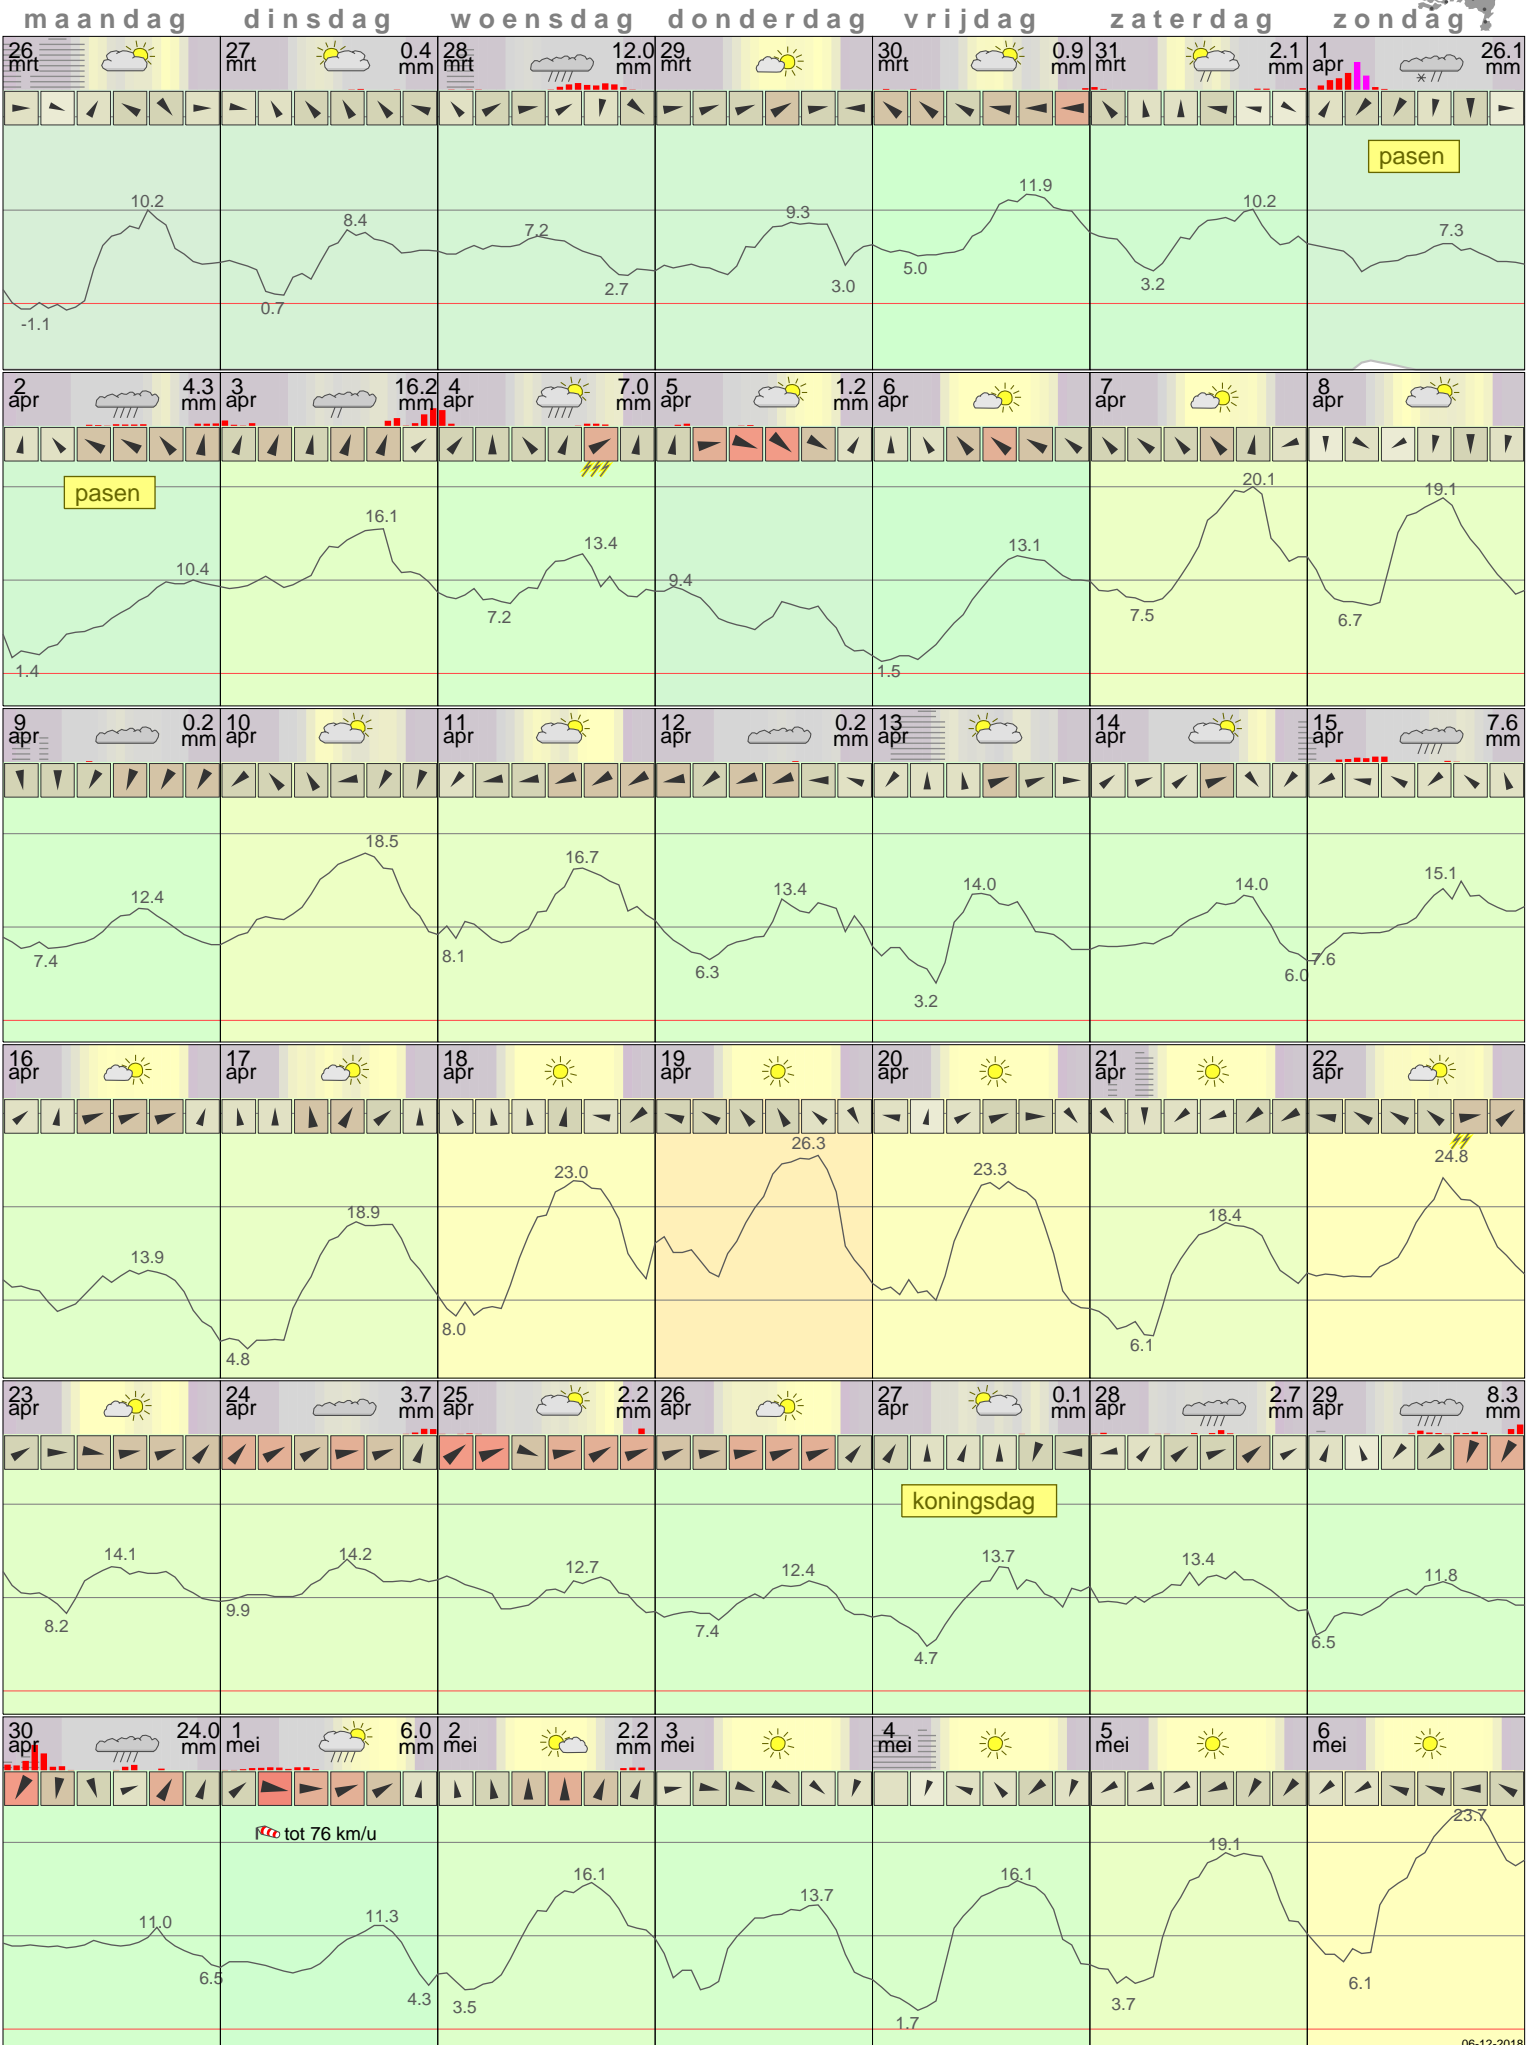 maandag dinsdag woensdag donderdag vrijdag zaterdag zondag
26 27 0.4 28 12.0 29 30 0.9 31 2.1 1 26.1
mrt mrt mm mrt mm mrt mrt mm mrt mm apr mm
pasen
10.2 8.4 7.2 9.3 11.9 10.2 7.3
-1.1 0.7 2.7 3.0 5.0 3.2
2 4.3 3 16.2 4 7.0 5 1.2 6 7 8
apr mm apr mm apr mm apr mm apr apr apr
pasen
10.4 16.1 13.4 9.4 13.1 20.1 19.1
1.4 7.2 1.5 7.5 6.7
9 0.2 10 11 12 0.2 13 14 15 7.6
apr mm apr apr apr mm apr apr apr mm
12.4 18.5 16.7 13.4 14.0 14.0 15.1
7.4 8.1 6.3 3.2 6.0 7.6
16 17 18 19 20 21 22
apr apr apr apr apr apr apr
13.9 18.9 23.0 26.3 23.3 18.4 24.8
4.8 8.0 6.1
23 24 3.7 25 2.2 26 27 0.1 28 2.7 29 8.3
apr apr mm apr mm apr apr mm apr mm apr mm
koningsdag
14.1 14.2 12.7 12.4 13.7 13.4 11.8
8.2 9.9 7.4 4.7 6.5
30 24.0 1 6.0 2 2.2 3 4 5 6
apr mm mei mm mei mm mei mei mei mei
tot 76 km/u
11.0 11.3 16.1 13.7 16.1 19.1 23.7
6.5 4.3 3.5 1.7 3.7 6.1
06-12-2018